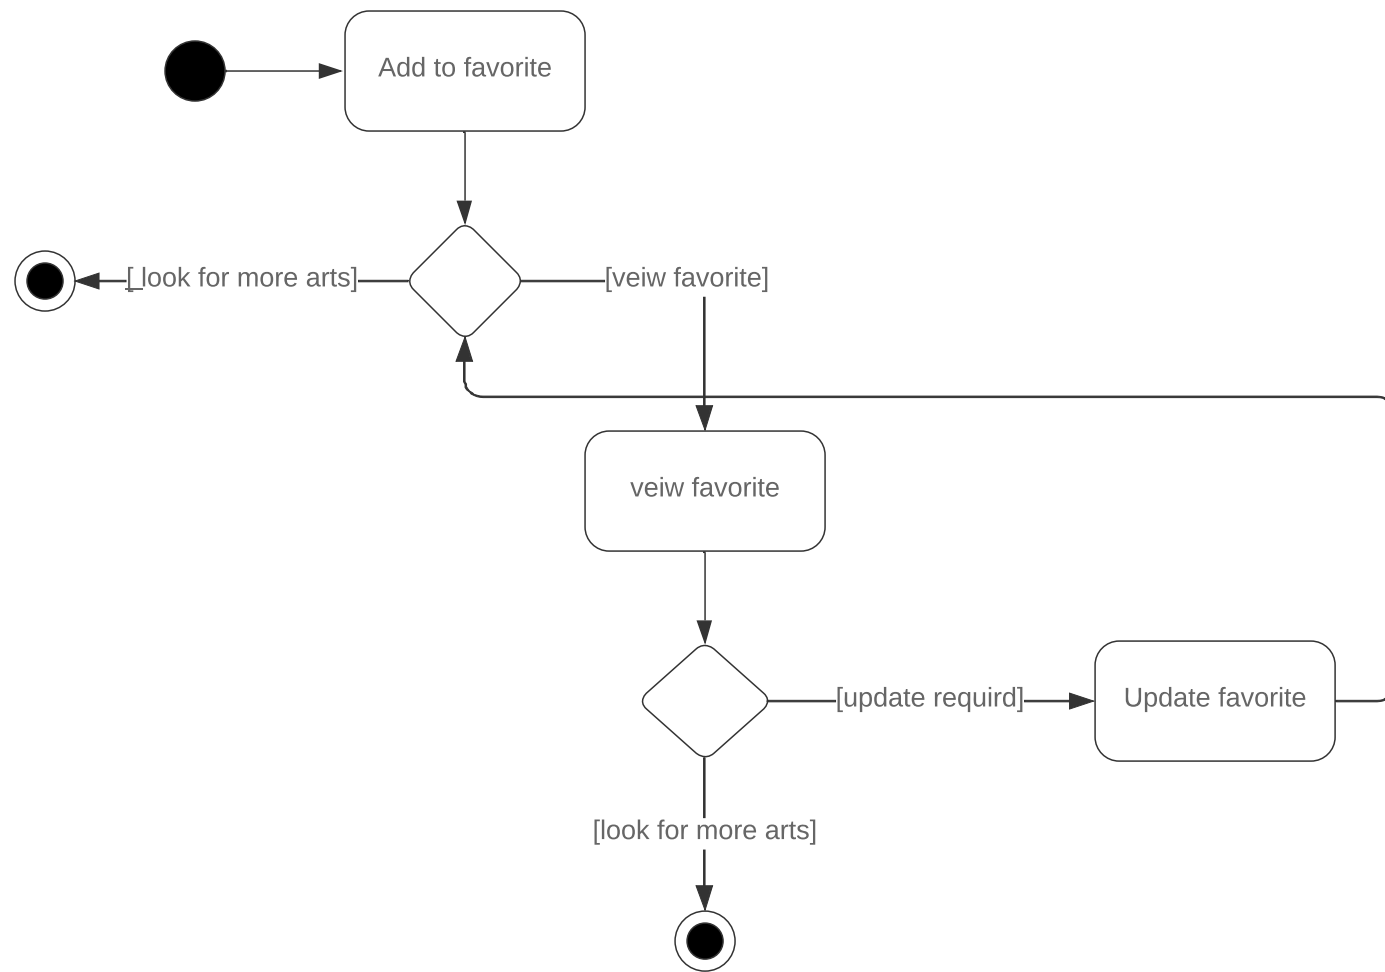 Add to favorite
[ look for more arts]
[veiw favorite]
veiw favorite
[update requird]
Update favorite
[look for more arts]